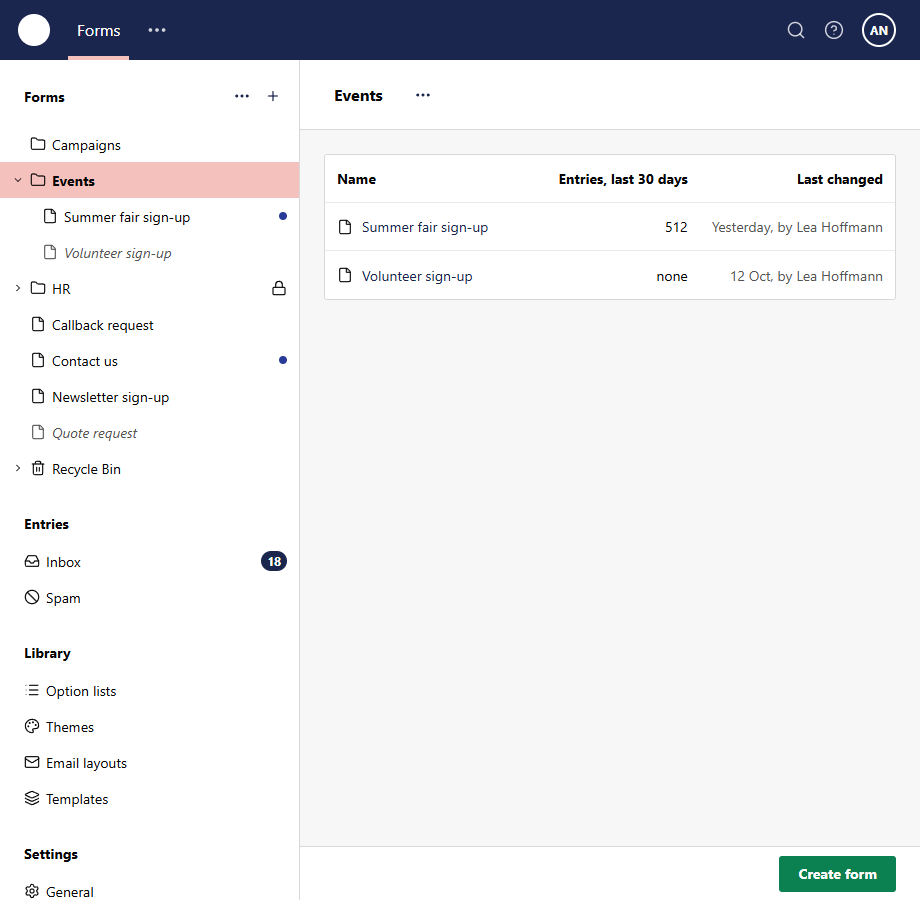 Forms
AN
Forms
Campaigns
Events
Summer fair sign-up
Volunteer sign-up
HR
Callback request
Contact us
Newsletter sign-up
Quote request
Recycle Bin
Entries
Inbox 18
Spam
Library
Option lists
Themes
Email layouts
Templates
Settings
General
Events
Name Entries, last 30 days Last changed
Summer fair sign-up 512 Yesterday, by Lea Hoffmann
Volunteer sign-up none 12 Oct, by Lea Hoffmann
Create form